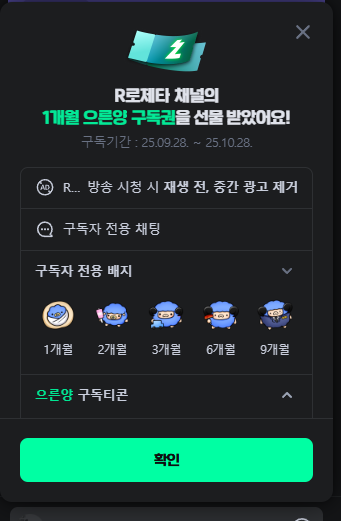 R로제타 채널의
1개월 으른양 구독권을 선물 받았어요!
구독기간 : 25.09.28. ~ 25.10.28.
AD R... 방송 시청 시 재생 전, 중간 광고 제거
구독자 전용 채팅
구독자 전용 배지
1개월 2개월 3개월 6개월 9개월
으른양 구독티콘
확인